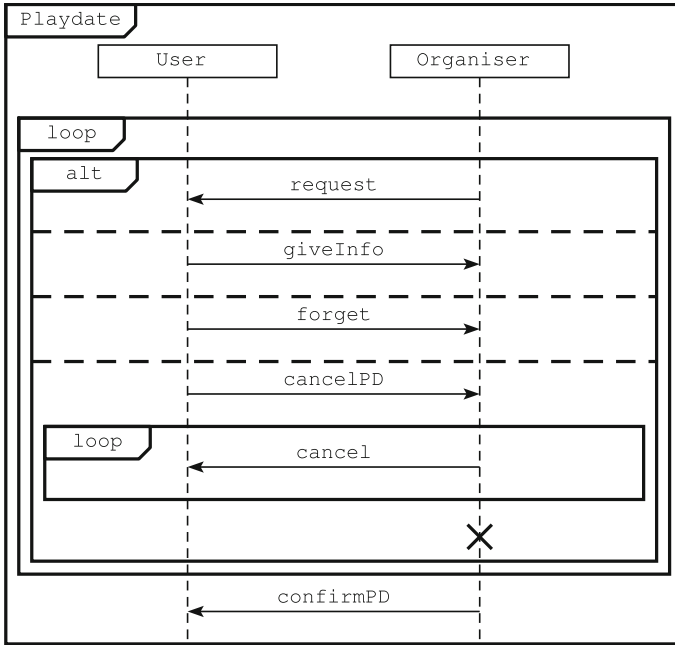 Playdate
User
Organiser
loop
alt
request
giveInfo
forget
cancelPD
loop
cancel
confirmPD